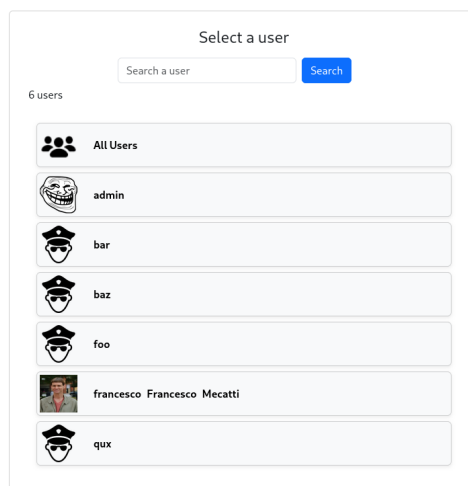 Select a user
Search a user Search
6 users
All Users
admin
bar
baz
foo
francesco Francesco Mecatti
qux